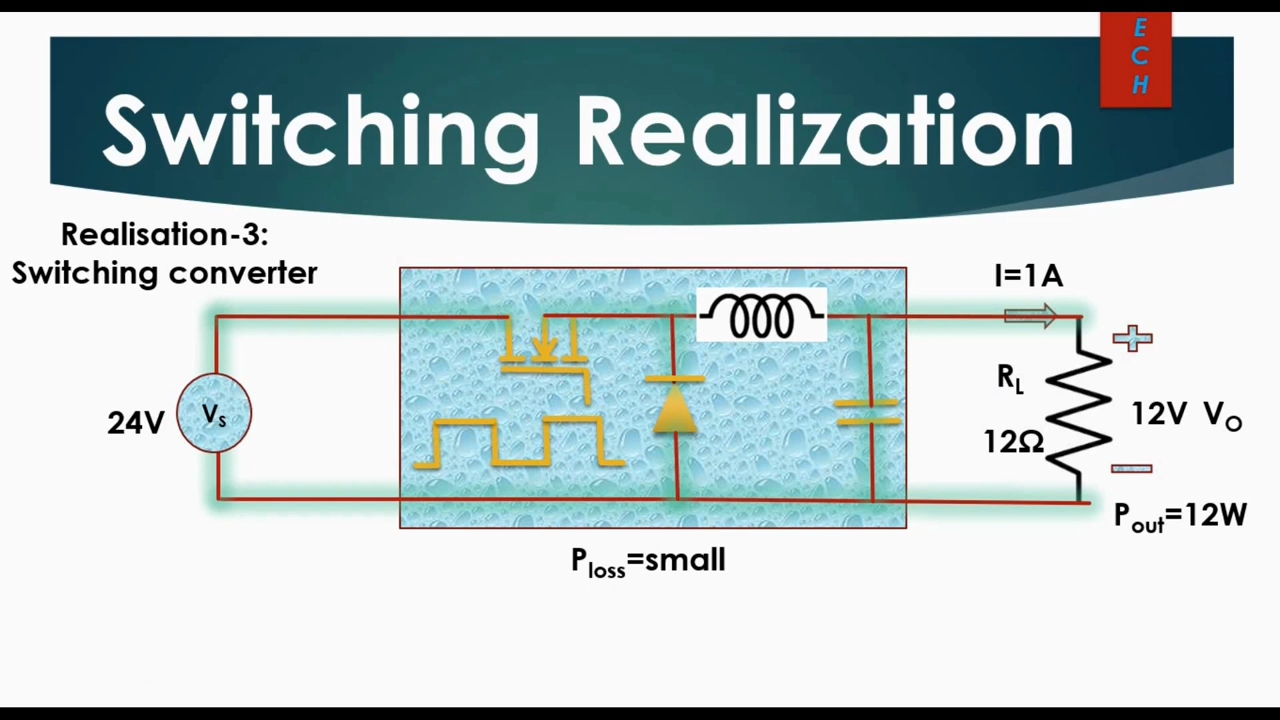 E
C
H
Switching Realization
Realisation-3:
Switching converter
I=1A
24V
Vs
RL
12Ω
12V VO
Pout=12W
Ploss=small